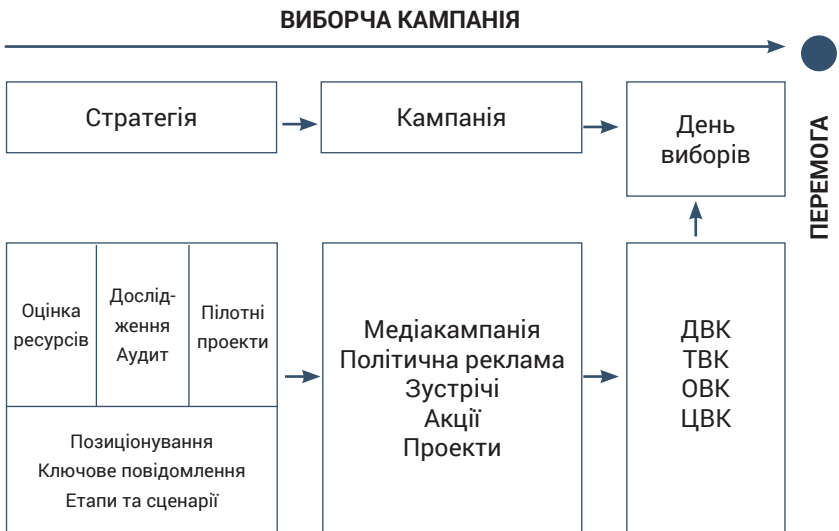 ВИБОРЧА КАМПАНІЯ
Стратегія
Кампанія
День
виборів
ПЕРЕМОГА
Оцінка
ресурсів
Дослід-
ження
Аудит
Пілотні
проекти
Позиціонування
Ключове повідомлення
Етапи та сценарії
Медіакампанія
Політична реклама
Зустрічі
Акції
Проекти
ДВК
ТВК
ОВК
ЦВК